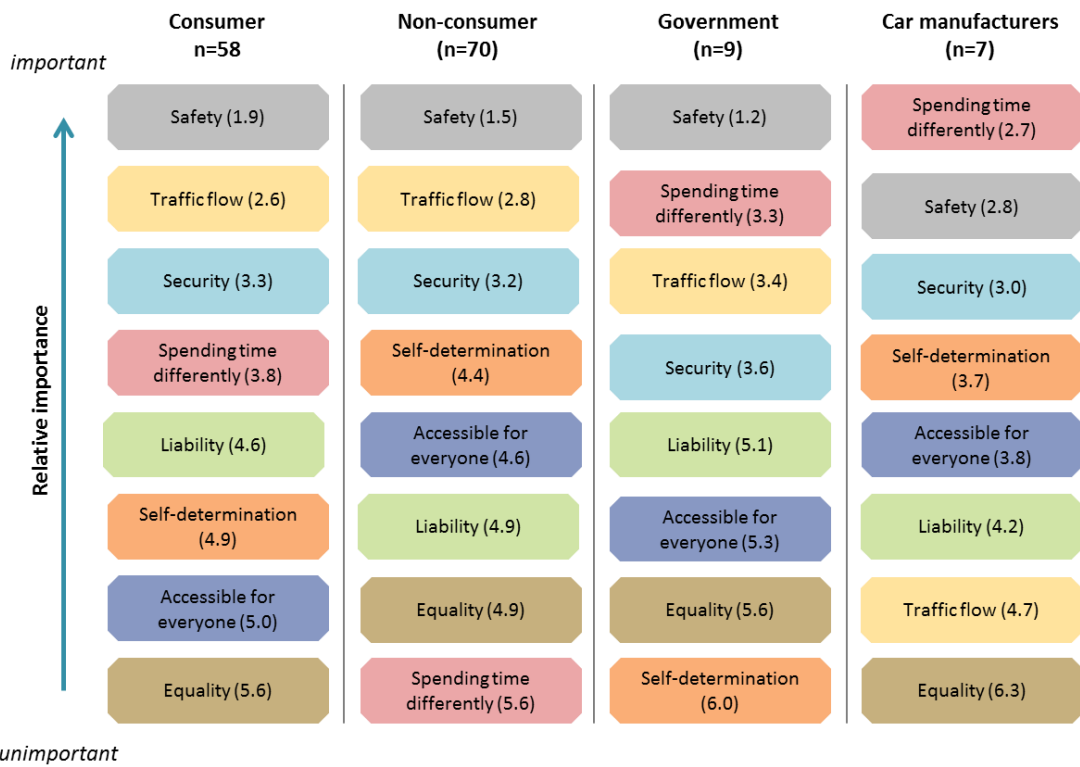 Consumer
n=58
Non-consumer
(n=70)
Government
(n=9)
Car manufacturers
(n=7)
important
Relative importance
Safety (1.9)
Traffic flow (2.6)
Security (3.3)
Spending time
differently (3.8)
Liability (4.6)
Self-determination
(4.9)
Accessible for
everyone (5.0)
Equality (5.6)
Safety (1.5)
Traffic flow (2.8)
Security (3.2)
Self-determination
(4.4)
Accessible for
everyone (4.6)
Liability (4.9)
Equality (4.9)
Spending time
differently (5.6)
Safety (1.2)
Spending time
differently (3.3)
Traffic flow (3.4)
Security (3.6)
Liability (5.1)
Accessible for
everyone (5.3)
Equality (5.6)
Self-determination
(6.0)
Spending time
differently (2.7)
Safety (2.8)
Security (3.0)
Self-determination
(3.7)
Accessible for
everyone (3.8)
Liability (4.2)
Traffic flow (4.7)
Equality (6.3)
unimportant